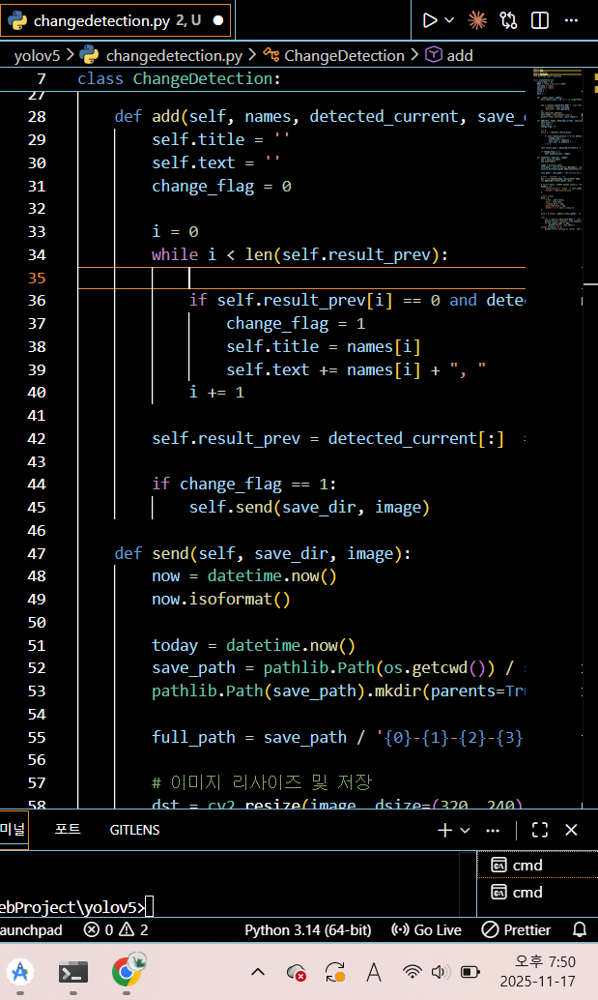 changedetection.py 2, U
yolov5 > changedetection.py > ChangeDetection > add
7 class ChangeDetection:
27
28 def add(self, names, detected_current, save_
29 self.title = ''
30 self.text = ''
31 change_flag = 0
32
33 i = 0
34 while i < len(self.result_prev):
35
36 if self.result_prev[i] == 0 and dete
37 change_flag = 1
38 self.title = names[i]
39 self.text += names[i] + ", "
40 i += 1
41
42 self.result_prev = detected_current[:]
43
44 if change_flag == 1:
45 self.send(save_dir, image)
46
47 def send(self, save_dir, image):
48 now = datetime.now()
49 now.isoformat()
50
51 today = datetime.now()
52 save_path = pathlib.Path(os.getcwd()) /
53 pathlib.Path(save_path).mkdir(parents=Tr
54
55 full_path = save_path / '{0}-{1}-{2}-{3}
56
57 # 이미지 리사이즈 및 저장
58 dst = cv2.resize(image, dsize=(320, 240)
미널 포트 GITLENS
cmd
cmd
ebProject\yolov5>
aunchpad 0 2 Python 3.14 (64-bit) Go Live Prettier
A 오후 7:50
2025-11-17